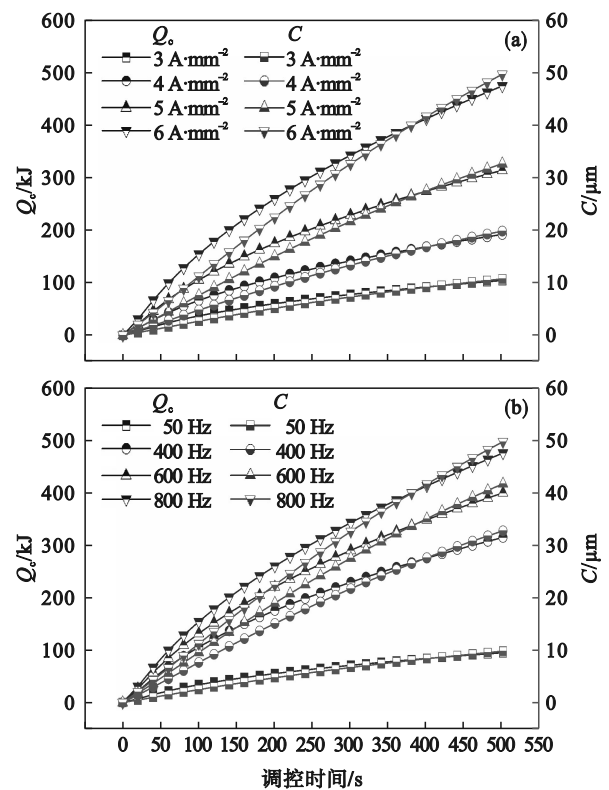 600
500
400
300
200
100
0
Qc/kJ
Qc C
3 A·mm⁻² 3 A·mm⁻²
4 A·mm⁻² 4 A·mm⁻²
5 A·mm⁻² 5 A·mm⁻²
6 A·mm⁻² 6 A·mm⁻²
(a)
60
50
40
30
20
10
0
C/μm
600
500
400
300
200
100
0
Qc/kJ
Qc C
50 Hz 50 Hz
400 Hz 400 Hz
600 Hz 600 Hz
800 Hz 800 Hz
(b)
60
50
40
30
20
10
0
C/μm
0 50 100 150 200 250 300 350 400 450 500 550
调控时间/s